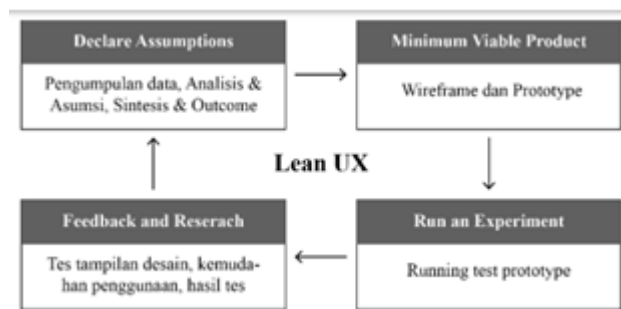 Declare Assumptions
Pengumpulan data, Analisis &
Asumsi, Sintesis & Outcome
Minimum Viable Product
Wireframe dan Prototype
Lean UX
Feedback and Reserach
Tes tampilan desain, kemuda-
han penggunaan, hasil tes
Run an Experiment
Running test prototype